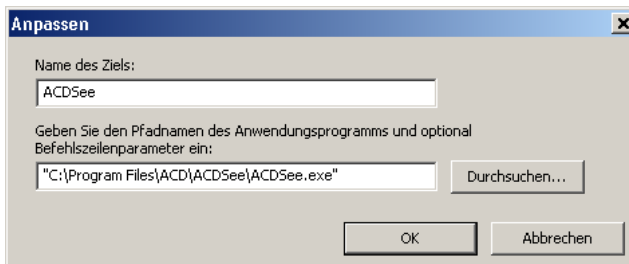 Anpassen
Name des Ziels:
ACDSee
Geben Sie den Pfadnamen des Anwendungsprogramms und optional
Befehlszeilenparameter ein:
"C:\Program Files\ACD\ACDSee\ACDSee.exe"
Durchsuchen...
OK
Abbrechen